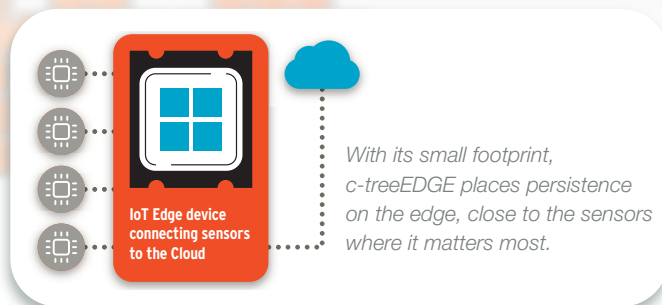 IoT Edge device
connecting sensors
to the Cloud
With its small footprint,
c-treeEDGE places persistence
on the edge, close to the sensors
where it matters most.